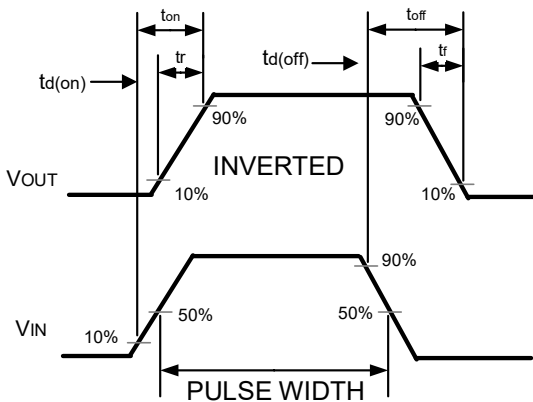 ton
toff
tr
td(off)
tf
td(on)
90%
90%
INVERTED
VOUT
10%
10%
90%
50%
50%
VIN
10%
PULSE WIDTH